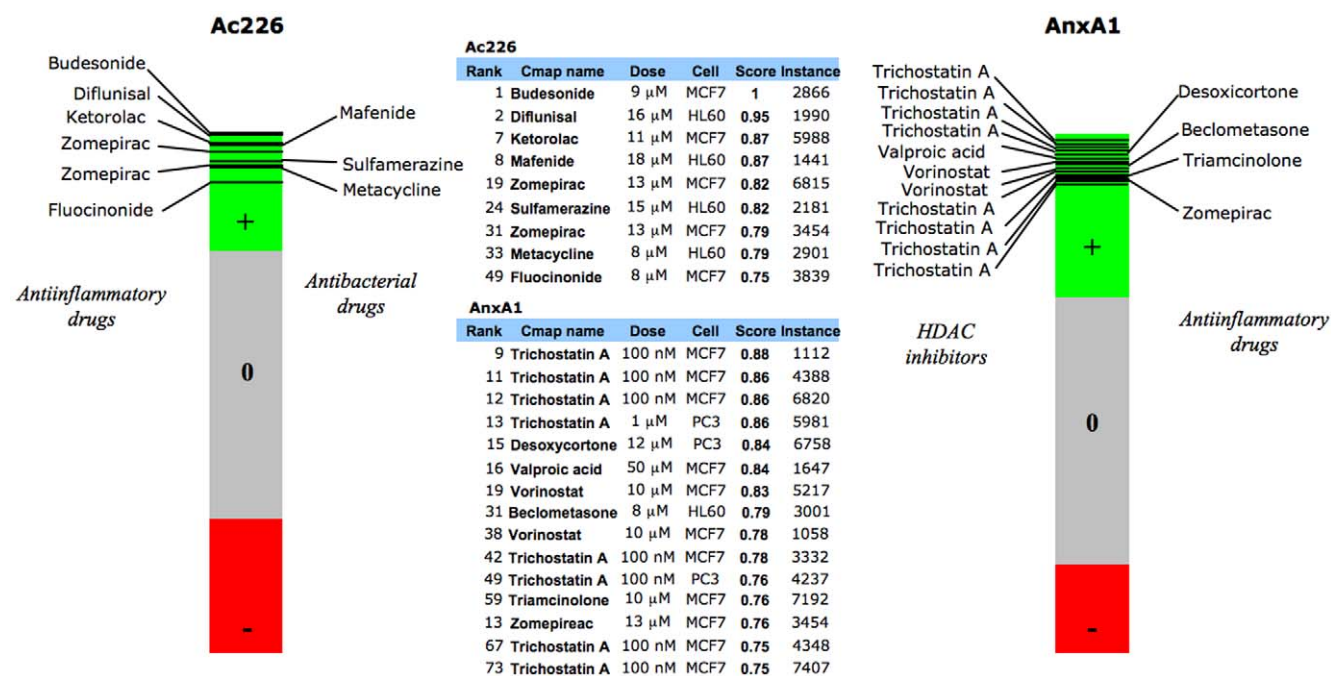 Ac226
Budesonide
Diflunisal
Ketorolac
Zomepirac
Zomepirac
Fluocinonide
Mafenide
Sulfamerazine
Metacycline
+
Antiinflammatory
drugs
Antibacterial
drugs
0
-
Ac226
Rank Cmap name Dose Cell Score Instance
1 Budesonide 9 μM MCF7 1 2866
2 Diflunisal 16 μM HL60 0.95 1990
7 Ketorolac 11 μM MCF7 0.87 5988
8 Mafenide 18 μM HL60 0.87 1441
19 Zomepirac 13 μM MCF7 0.82 6815
24 Sulfamerazine 15 μM HL60 0.82 2181
31 Zomepirac 13 μM MCF7 0.79 3454
33 Metacycline 8 μM HL60 0.79 2901
49 Fluocinonide 8 μM MCF7 0.75 3839
AnxA1
Rank Cmap name Dose Cell Score Instance
9 Trichostatin A 100 nM MCF7 0.88 1112
11 Trichostatin A 100 nM MCF7 0.86 4388
12 Trichostatin A 100 nM MCF7 0.86 6820
13 Trichostatin A 1 μM PC3 0.86 5981
15 Desoxycortone 12 μM PC3 0.84 6758
16 Valproic acid 50 μM MCF7 0.84 1647
19 Vorinostat 10 μM MCF7 0.83 5217
31 Beclometasone 8 μM HL60 0.79 3001
38 Vorinostat 10 μM MCF7 0.78 1058
42 Trichostatin A 100 nM MCF7 0.78 3332
49 Trichostatin A 100 nM PC3 0.76 4237
59 Triamcinolone 10 μM MCF7 0.76 7192
13 Zomepireac 13 μM MCF7 0.76 3454
67 Trichostatin A 100 nM MCF7 0.75 4348
73 Trichostatin A 100 nM MCF7 0.75 7407
AnxA1
Trichostatin A
Trichostatin A
Trichostatin A
Trichostatin A
Valproic acid
Vorinostat
Vorinostat
Trichostatin A
Trichostatin A
Trichostatin A
Trichostatin A
Desoxicortone
Beclometasone
Triamcinolone
Zomepirac
+
HDAC
inhibitors
Antiinflammatory
drugs
0
-